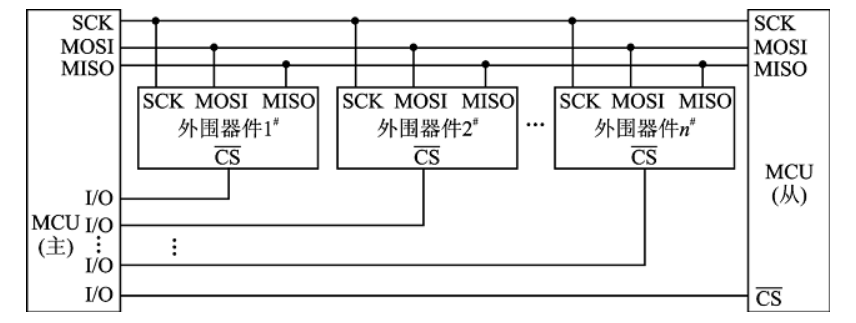 SCK
MOSI
MISO
SCK
MOSI
MISO
SCK MOSI MISO
外围器件1#
CS
SCK MOSI MISO
外围器件2#
CS
…
SCK MOSI MISO
外围器件n#
CS
I/O
MCU I/O
(主) ⋮ ⋮
I/O
I/O
MCU
(从)
CS